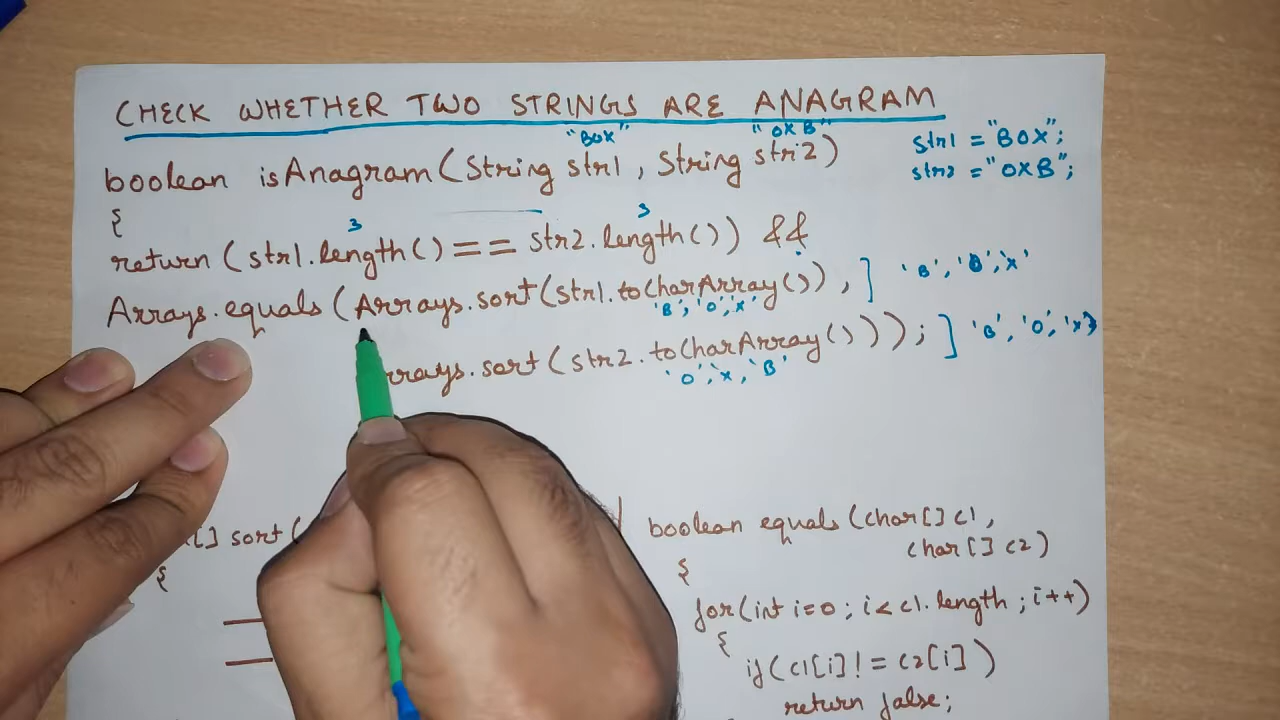 CHECK WHETHER TWO STRINGS ARE ANAGRAM
"BOX" "OXB"
str1 = "BOX";
str2 = "OXB";
boolean isAnagram(String str1, String str2)
{
3 3
return (str1.length() == str2.length()) &&
Arrays.equals (Arrays.sort(str1.toCharArray()), ] 'B', 'O', 'X'
'B', 'O', 'X'
rrays.sort (str2.toCharArray())); ] 'B', 'O', 'X'
'O', 'X', 'B'
[] sort (
{
boolean equals (char[] c1,
char[] c2)
{
for(int i=0; i<c1.length; i++)
{
if(c1[i]!=c2[i])
return false;